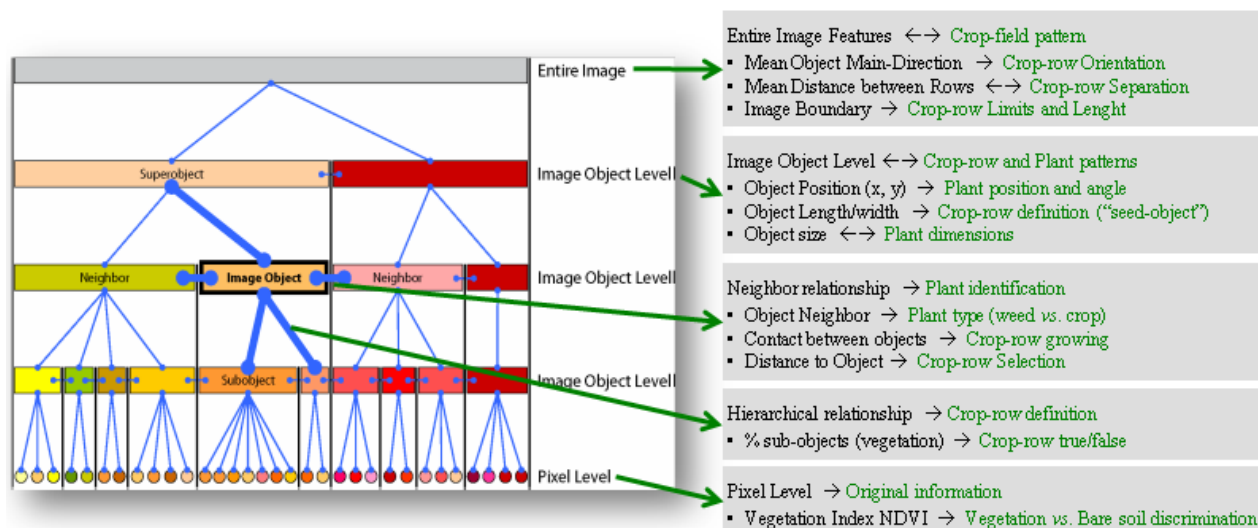 Entire Image
Superobject
Image Object Levell
Neighbor
Image Object
Neighbor
Image Object Levell
Subobject
Image Object Levell
Pixel Level
Entire Image Features ←→ Crop-field pattern
▪ Mean Object Main-Direction → Crop-row Orientation
▪ Mean Distance between Rows ←→ Crop-row Separation
▪ Image Boundary → Crop-row Limits and Lenght
Image Object Level ←→ Crop-row and Plant patterns
▪ Object Position (x, y) → Plant position and angle
▪ Object Length/width → Crop-row definition (“seed-object”)
▪ Object size ←→ Plant dimensions
Neighbor relationship → Plant identification
▪ Object Neighbor → Plant type (weed vs. crop)
▪ Contact between objects → Crop-row growing
▪ Distance to Object → Crop-row Selection
Hierarchical relationship → Crop-row definition
▪ % sub-objects (vegetation) → Crop-row true/false
Pixel Level → Original information
▪ Vegetation Index NDVI → Vegetation vs. Bare soil discrimination